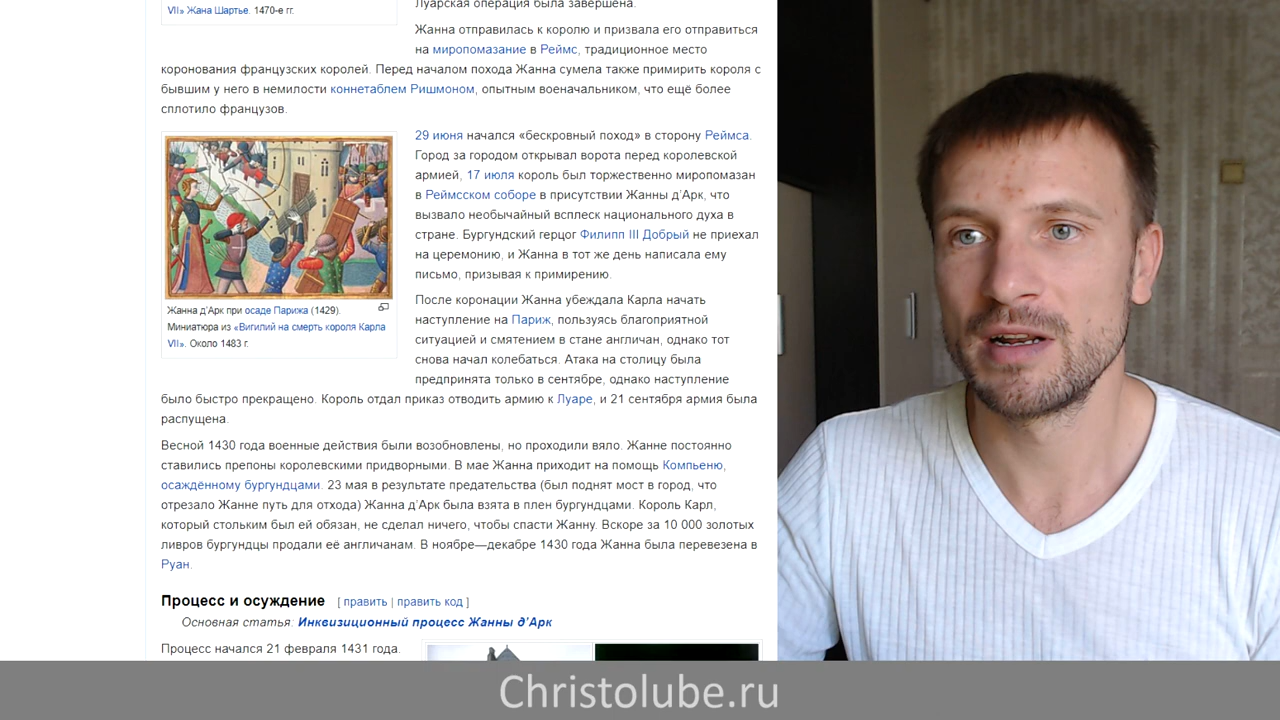 VII» Жана Шартье. 1470-е гг.
Луарская операция была завершена.
Жанна отправилась к королю и призвала его отправиться
на миропомазание в Реймс, традиционное место
коронования французских королей. Перед началом похода Жанна сумела также примирить короля с
бывшим у него в немилости коннетаблем Ришмоном, опытным военачальником, что ещё более
сплотило французов.
29 июня начался «бескровный поход» в сторону Реймса.
Город за городом открывал ворота перед королевской
армией, 17 июля король был торжественно миропомазан
в Реймсском соборе в присутствии Жанны д’Арк, что
вызвало необычайный всплеск национального духа в
стране. Бургундский герцог Филипп III Добрый не приехал
на церемонию, и Жанна в тот же день написала ему
письмо, призывая к примирению.
Жанна д’Арк при осаде Парижа (1429).
Миниатюра из «Вигилий на смерть короля Карла
VII». Около 1483 г.
После коронации Жанна убеждала Карла начать
наступление на Париж, пользуясь благоприятной
ситуацией и смятением в стане англичан, однако тот
снова начал колебаться. Атака на столицу была
предпринята только в сентябре, однако наступление
было быстро прекращено. Король отдал приказ отводить армию к Луаре, и 21 сентября армия была
распущена.
Весной 1430 года военные действия были возобновлены, но проходили вяло. Жанне постоянно
ставились препоны королевскими придворными. В мае Жанна приходит на помощь Компьеню,
осаждённому бургундцами. 23 мая в результате предательства (был поднят мост в город, что
отрезало Жанне путь для отхода) Жанна д’Арк была взята в плен бургундцами. Король Карл,
который стольким был ей обязан, не сделал ничего, чтобы спасти Жанну. Вскоре за 10 000 золотых
ливров бургундцы продали её англичанам. В ноябре—декабре 1430 года Жанна была перевезена в
Руан.
Процесс и осуждение [ править | править код ]
Основная статья: Инквизиционный процесс Жанны д’Арк
Процесс начался 21 февраля 1431 года.
Christolube.ru